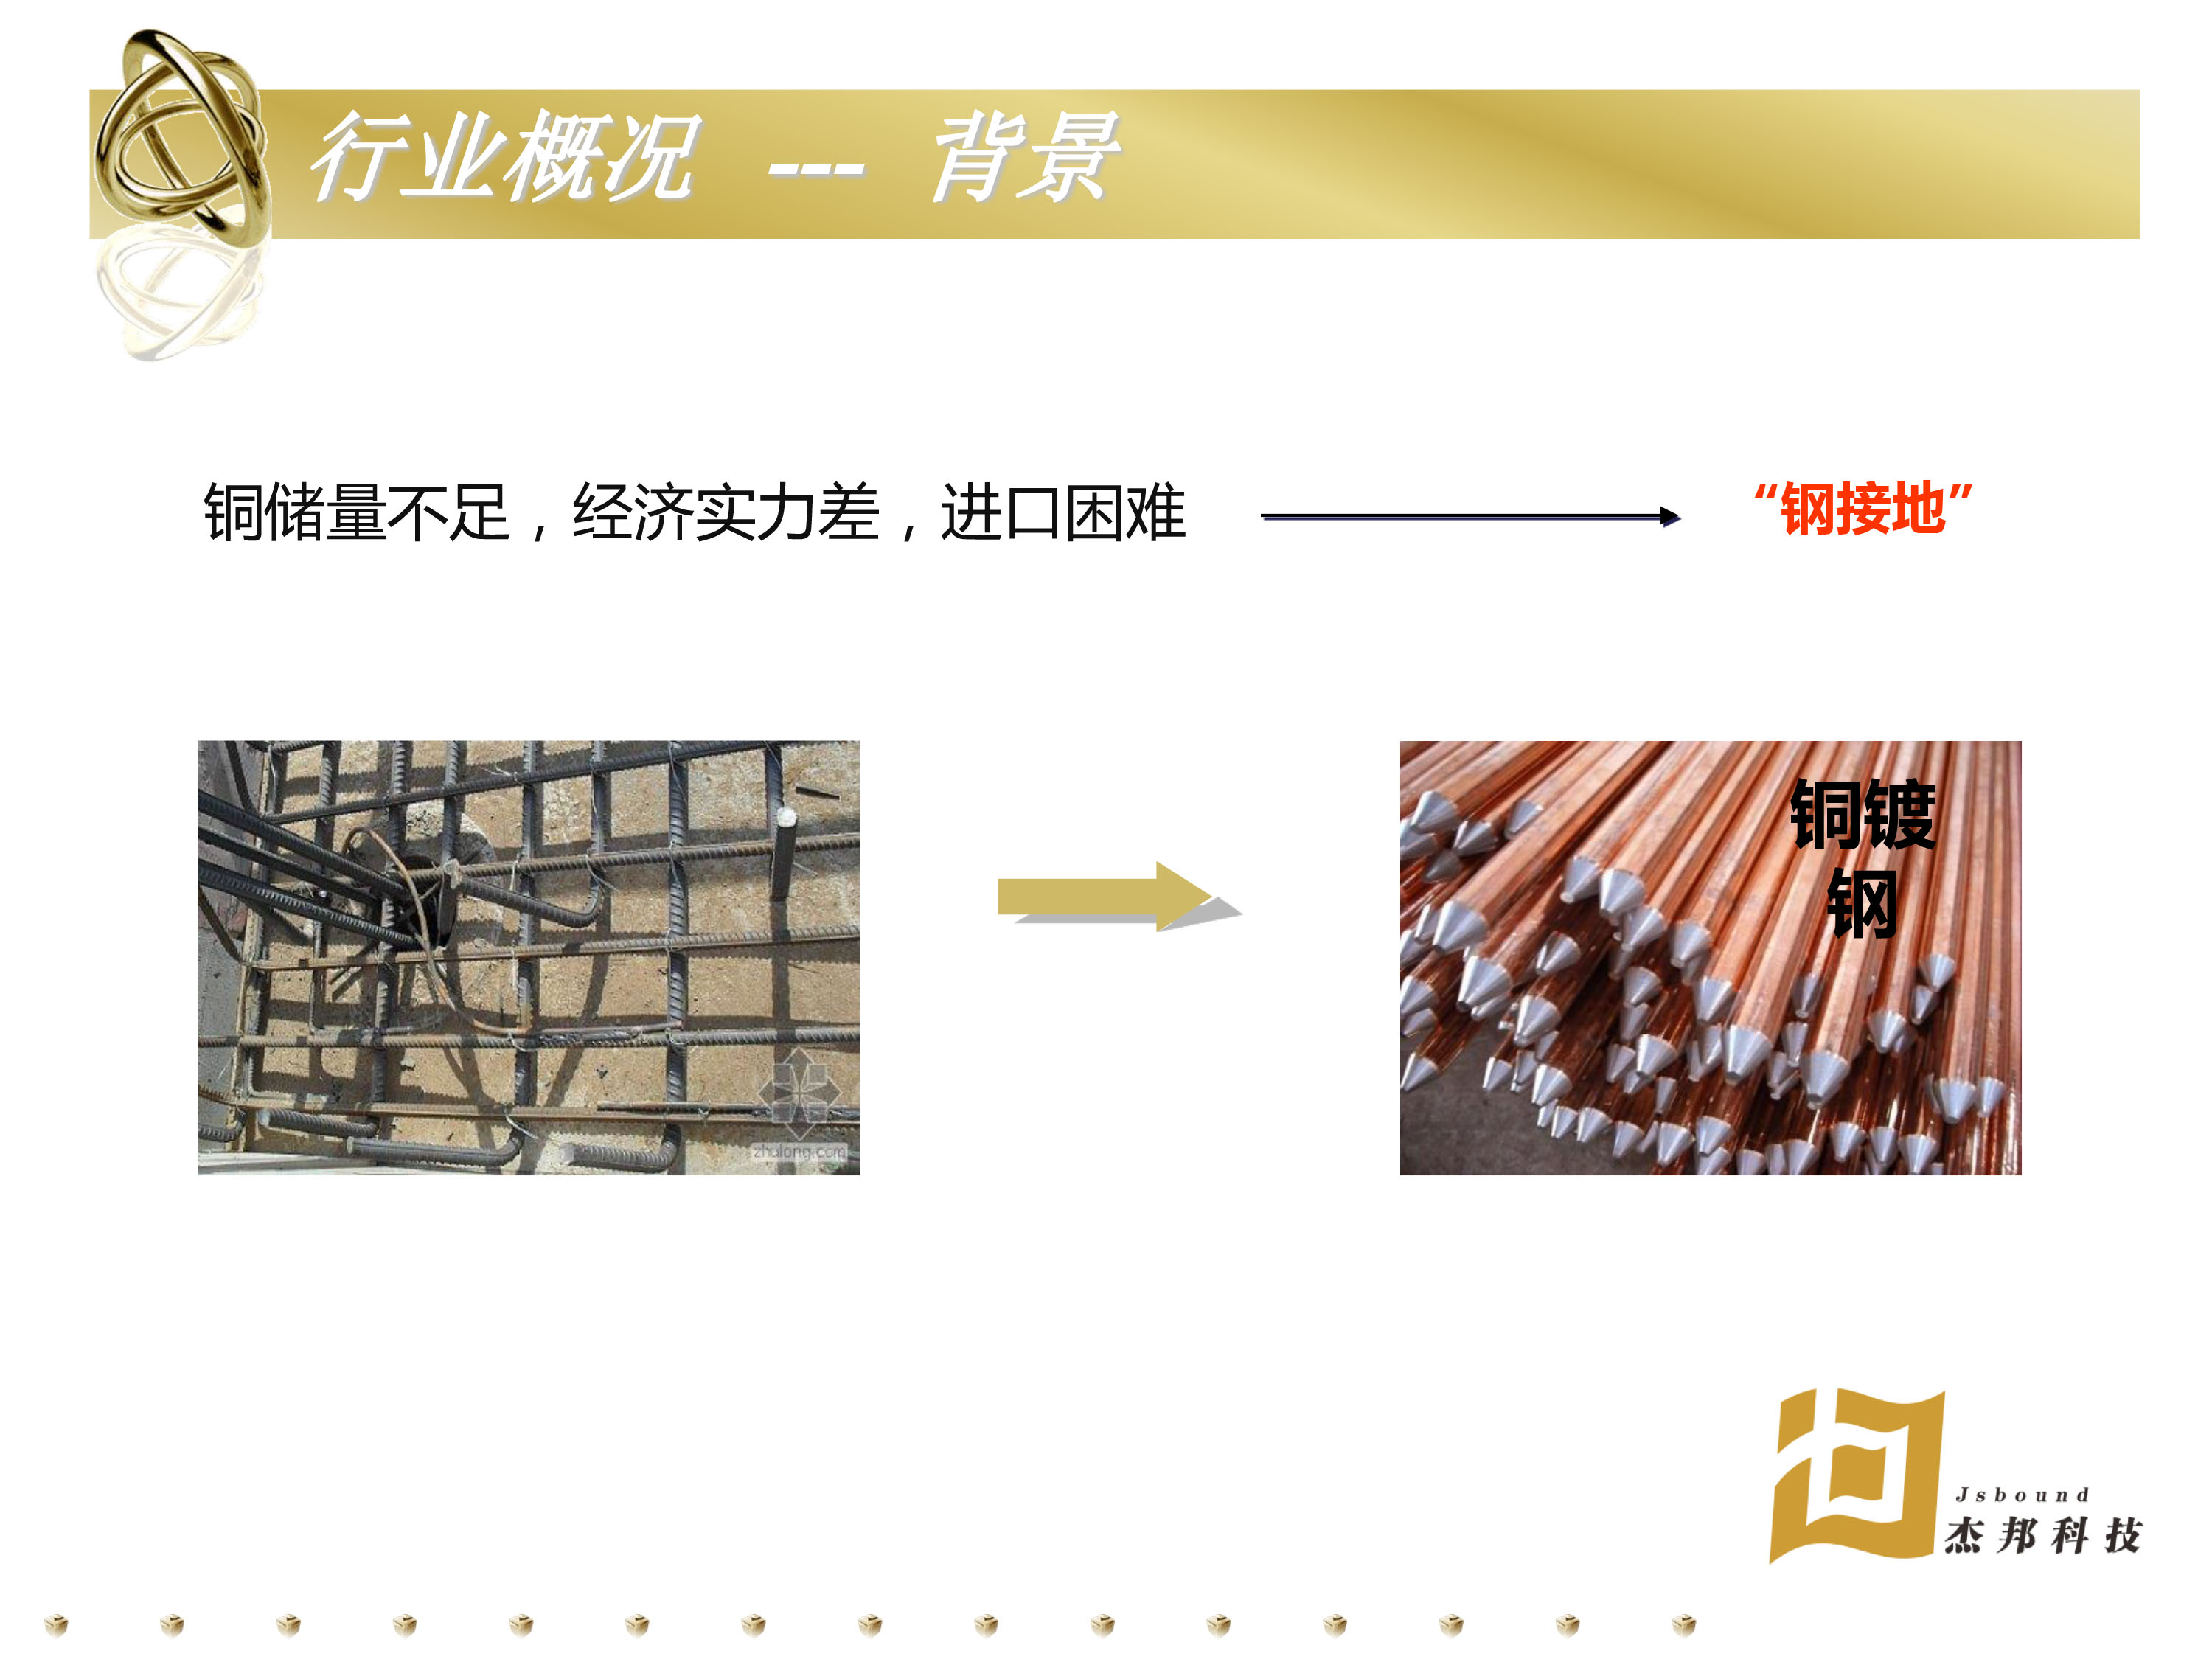 行业概况 --- 背景
铜储量不足，经济实力差，进口困难
“钢接地”
铜镀
钢
zhulong.com
Jsbound
杰邦科技